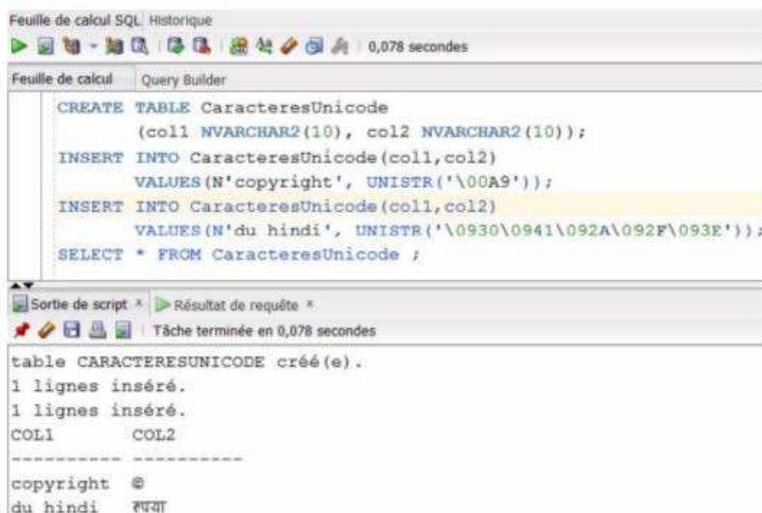 Feuille de calcul SQL Historique
0,078 secondes
Feuille de calcul Query Builder
CREATE TABLE CaracteresUnicode
(col1 NVARCHAR2(10), col2 NVARCHAR2(10));
INSERT INTO CaracteresUnicode(col1,col2)
VALUES(N'copyright', UNISTR('\00A9'));
INSERT INTO CaracteresUnicode(col1,col2)
VALUES(N'du hindi', UNISTR('\0930\0941\092A\092F\093E'));
SELECT * FROM CaracteresUnicode ;
Sortie de script × Résultat de requête ×
Tâche terminée en 0,078 secondes
table CARACTERESUNICODE créé(e).
1 lignes inséré.
1 lignes inséré.
COL1 COL2
---------- ----------
copyright ©
du hindi रुपया